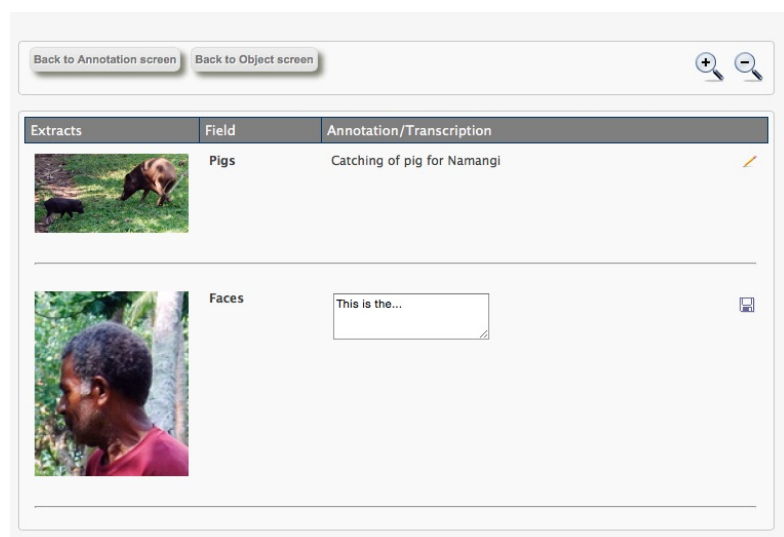 Back to Annotation screen Back to Object screen
Extracts Field Annotation/Transcription
Pigs Catching of pig for Namangi
Faces This is the...